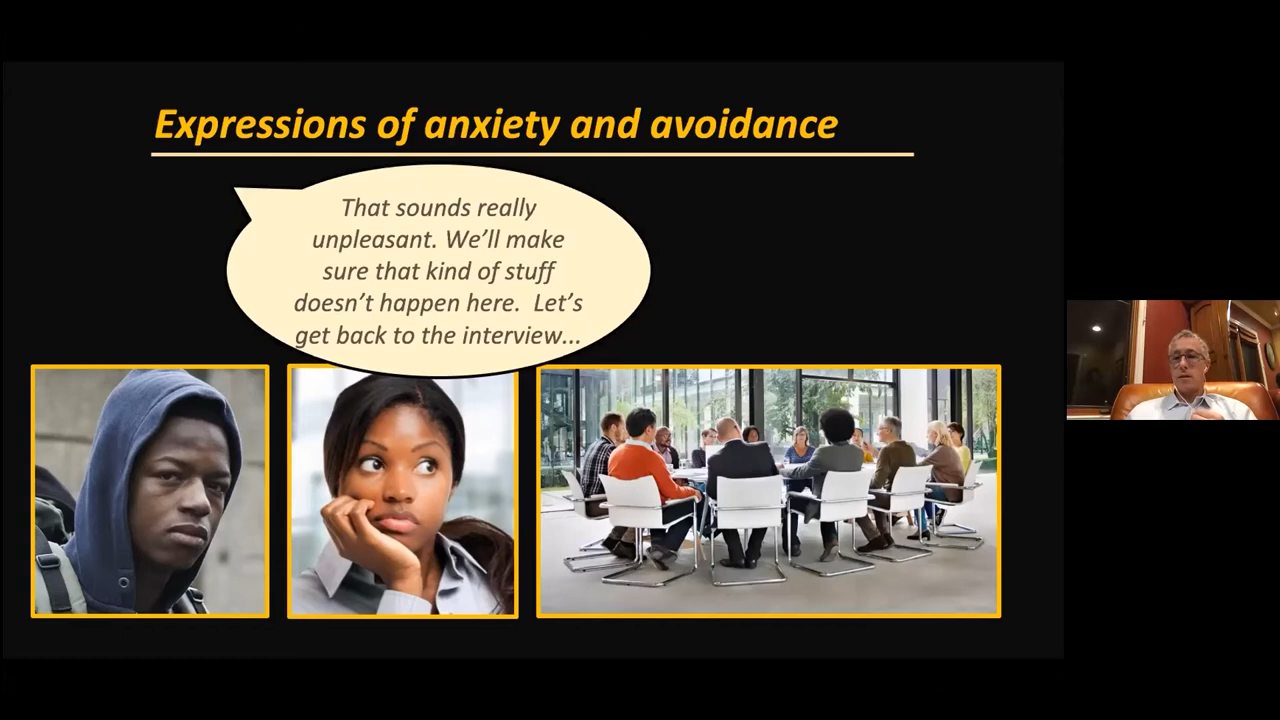 Expressions of anxiety and avoidance
That sounds really
unpleasant. We’ll make
sure that kind of stuff
doesn’t happen here.  Let’s
get back to the interview...